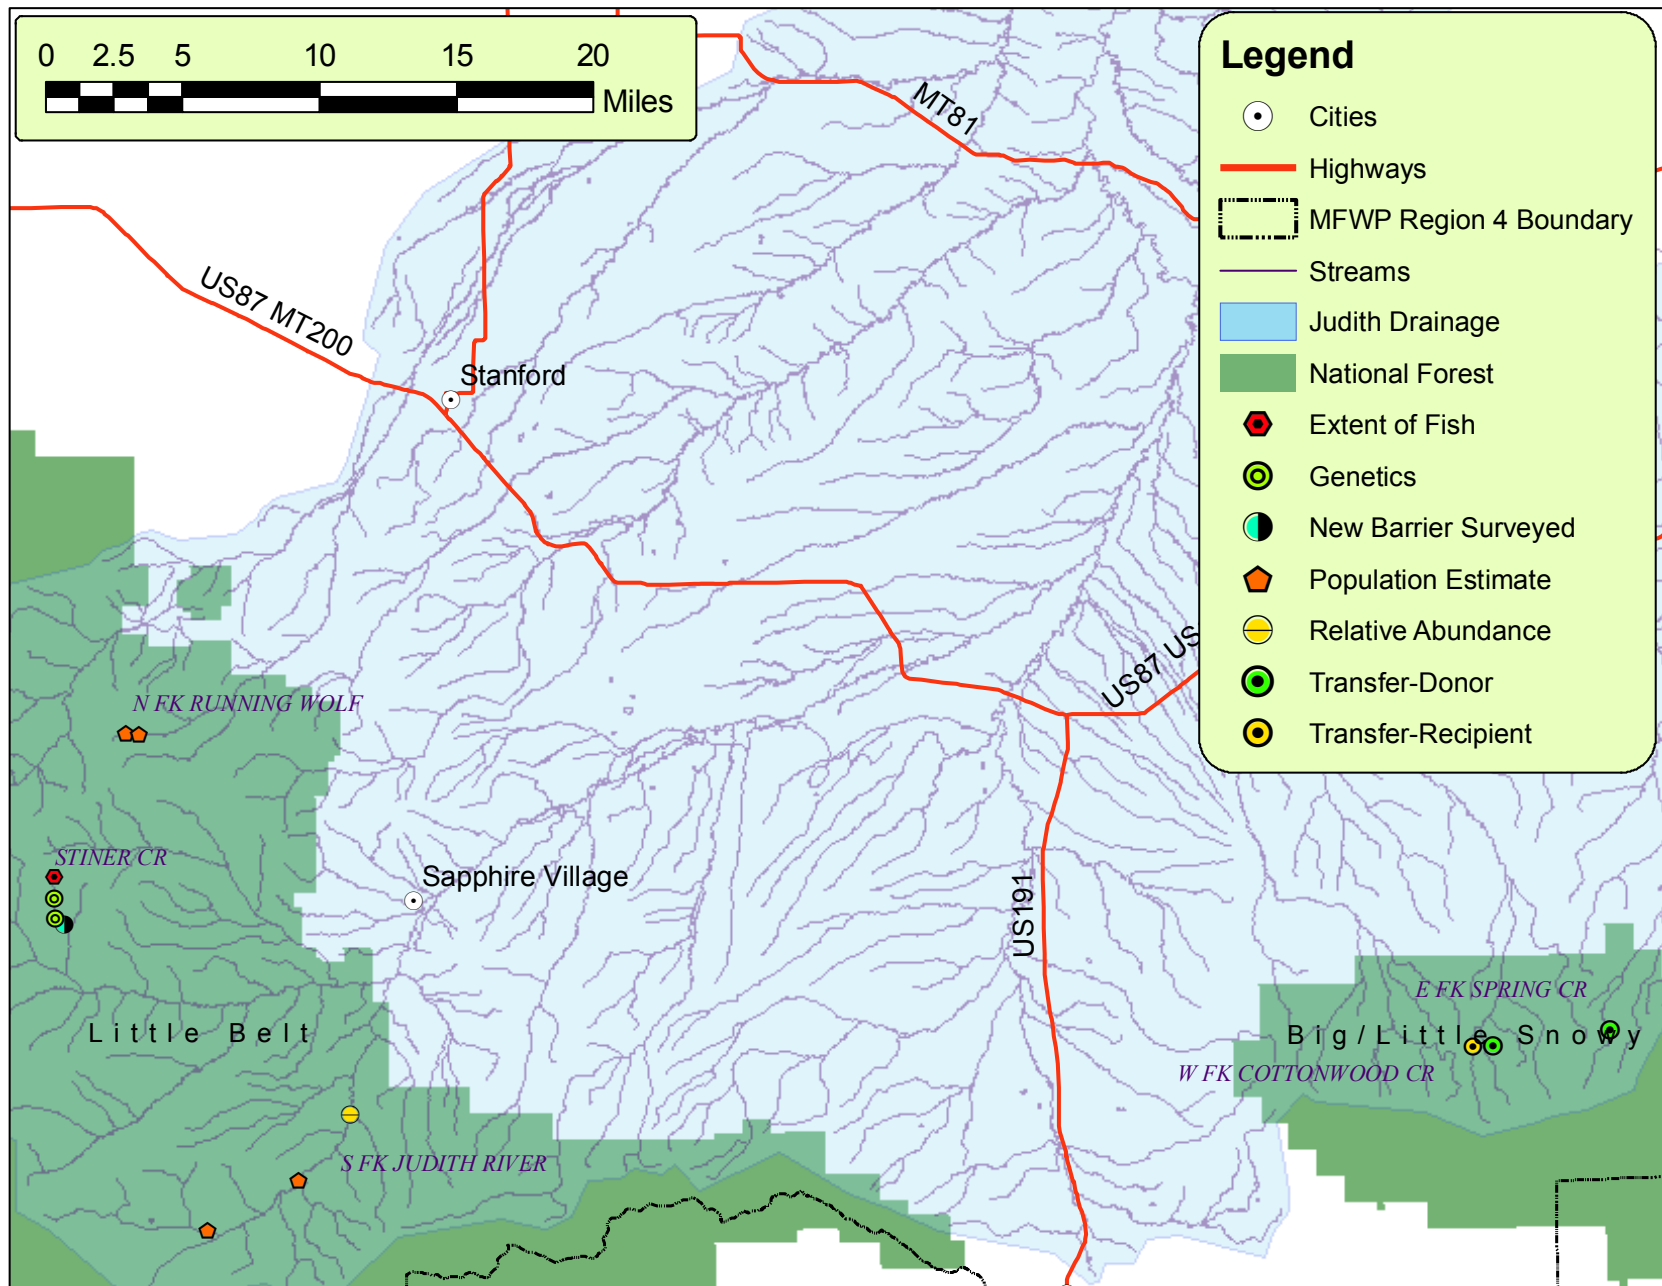 0 2.5 5 10 15 20
Miles
Legend
Cities
Highways
MFWP Region 4 Boundary
Streams
Judith Drainage
National Forest
Extent of Fish
Genetics
New Barrier Surveyed
Population Estimate
Relative Abundance
Transfer-Donor
Transfer-Recipient
MT81
US87 MT200
Stanford
US87 US
N FK RUNNING WOLF
STINER CR
Sapphire Village
US191
E FK SPRING CR
Little Belt
Big/Little Snowy
W FK COTTONWOOD CR
S FK JUDITH RIVER